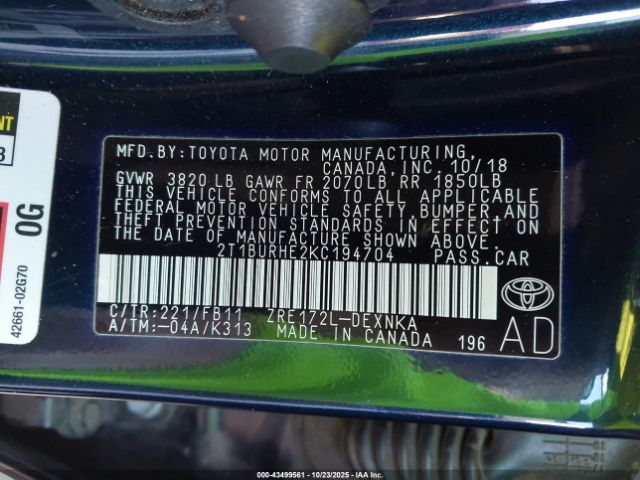 MFD.BY:TOYOTA MOTOR MANUFACTURING,
CANADA,INC. 10/18
GVWR 3820 LB GAWR FR 2070LB RR 1850LB
THIS VEHICLE CONFORMS TO ALL APPLICABLE
FEDERAL MOTOR VEHICLE SAFETY,BUMPER,AND
THEFT PREVENTION STANDARDS IN EFFECT ON
THE DATE OF MANUFACTURE SHOWN ABOVE.
2T1BURHE2KC194704 PASS.CAR
C/TR:221/FB11 ZRE172L-DEXNKA
A/TM:-04A/K313 MADE IN CANADA 196
AD
0G
42661-02G70
00-43499561 - 10/23/2025 - IAA Inc.